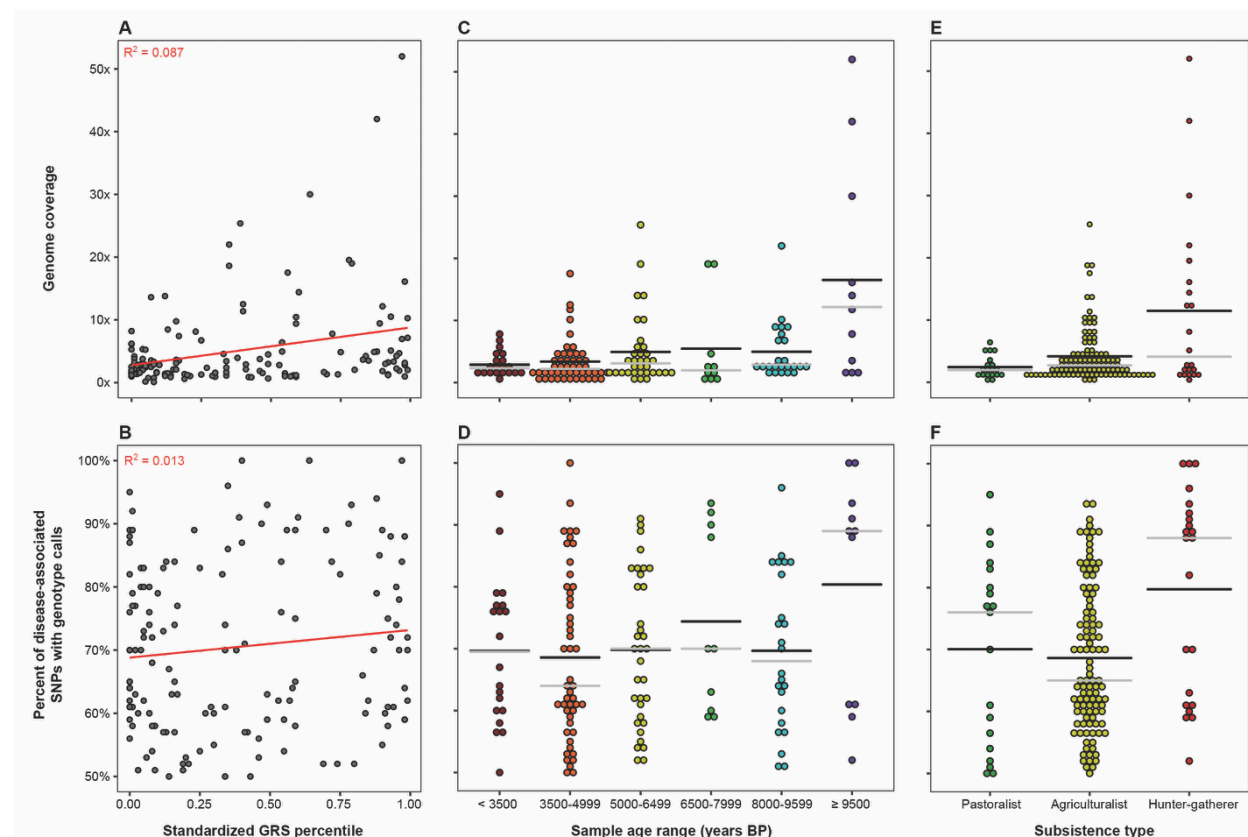 A
C
E
R² = 0.087
50x
40x
30x
20x
10x
0x
Genome coverage
B
D
F
R² = 0.013
100%
90%
80%
70%
60%
50%
Percent of disease-associated
SNPs with genotype calls
0.00 0.25 0.50 0.75 1.00
< 3500 3500-4999 5000-6499 6500-7999 8000-9599 ≥ 9500
Pastoralist Agriculturalist Hunter-gatherer
Standardized GRS percentile
Sample age range (years BP)
Subsistence type